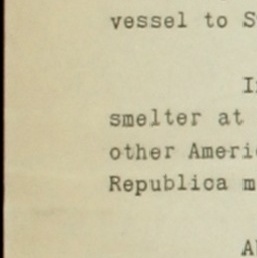 vessel to S
I
smelter at
other Ameri
Republica m
A